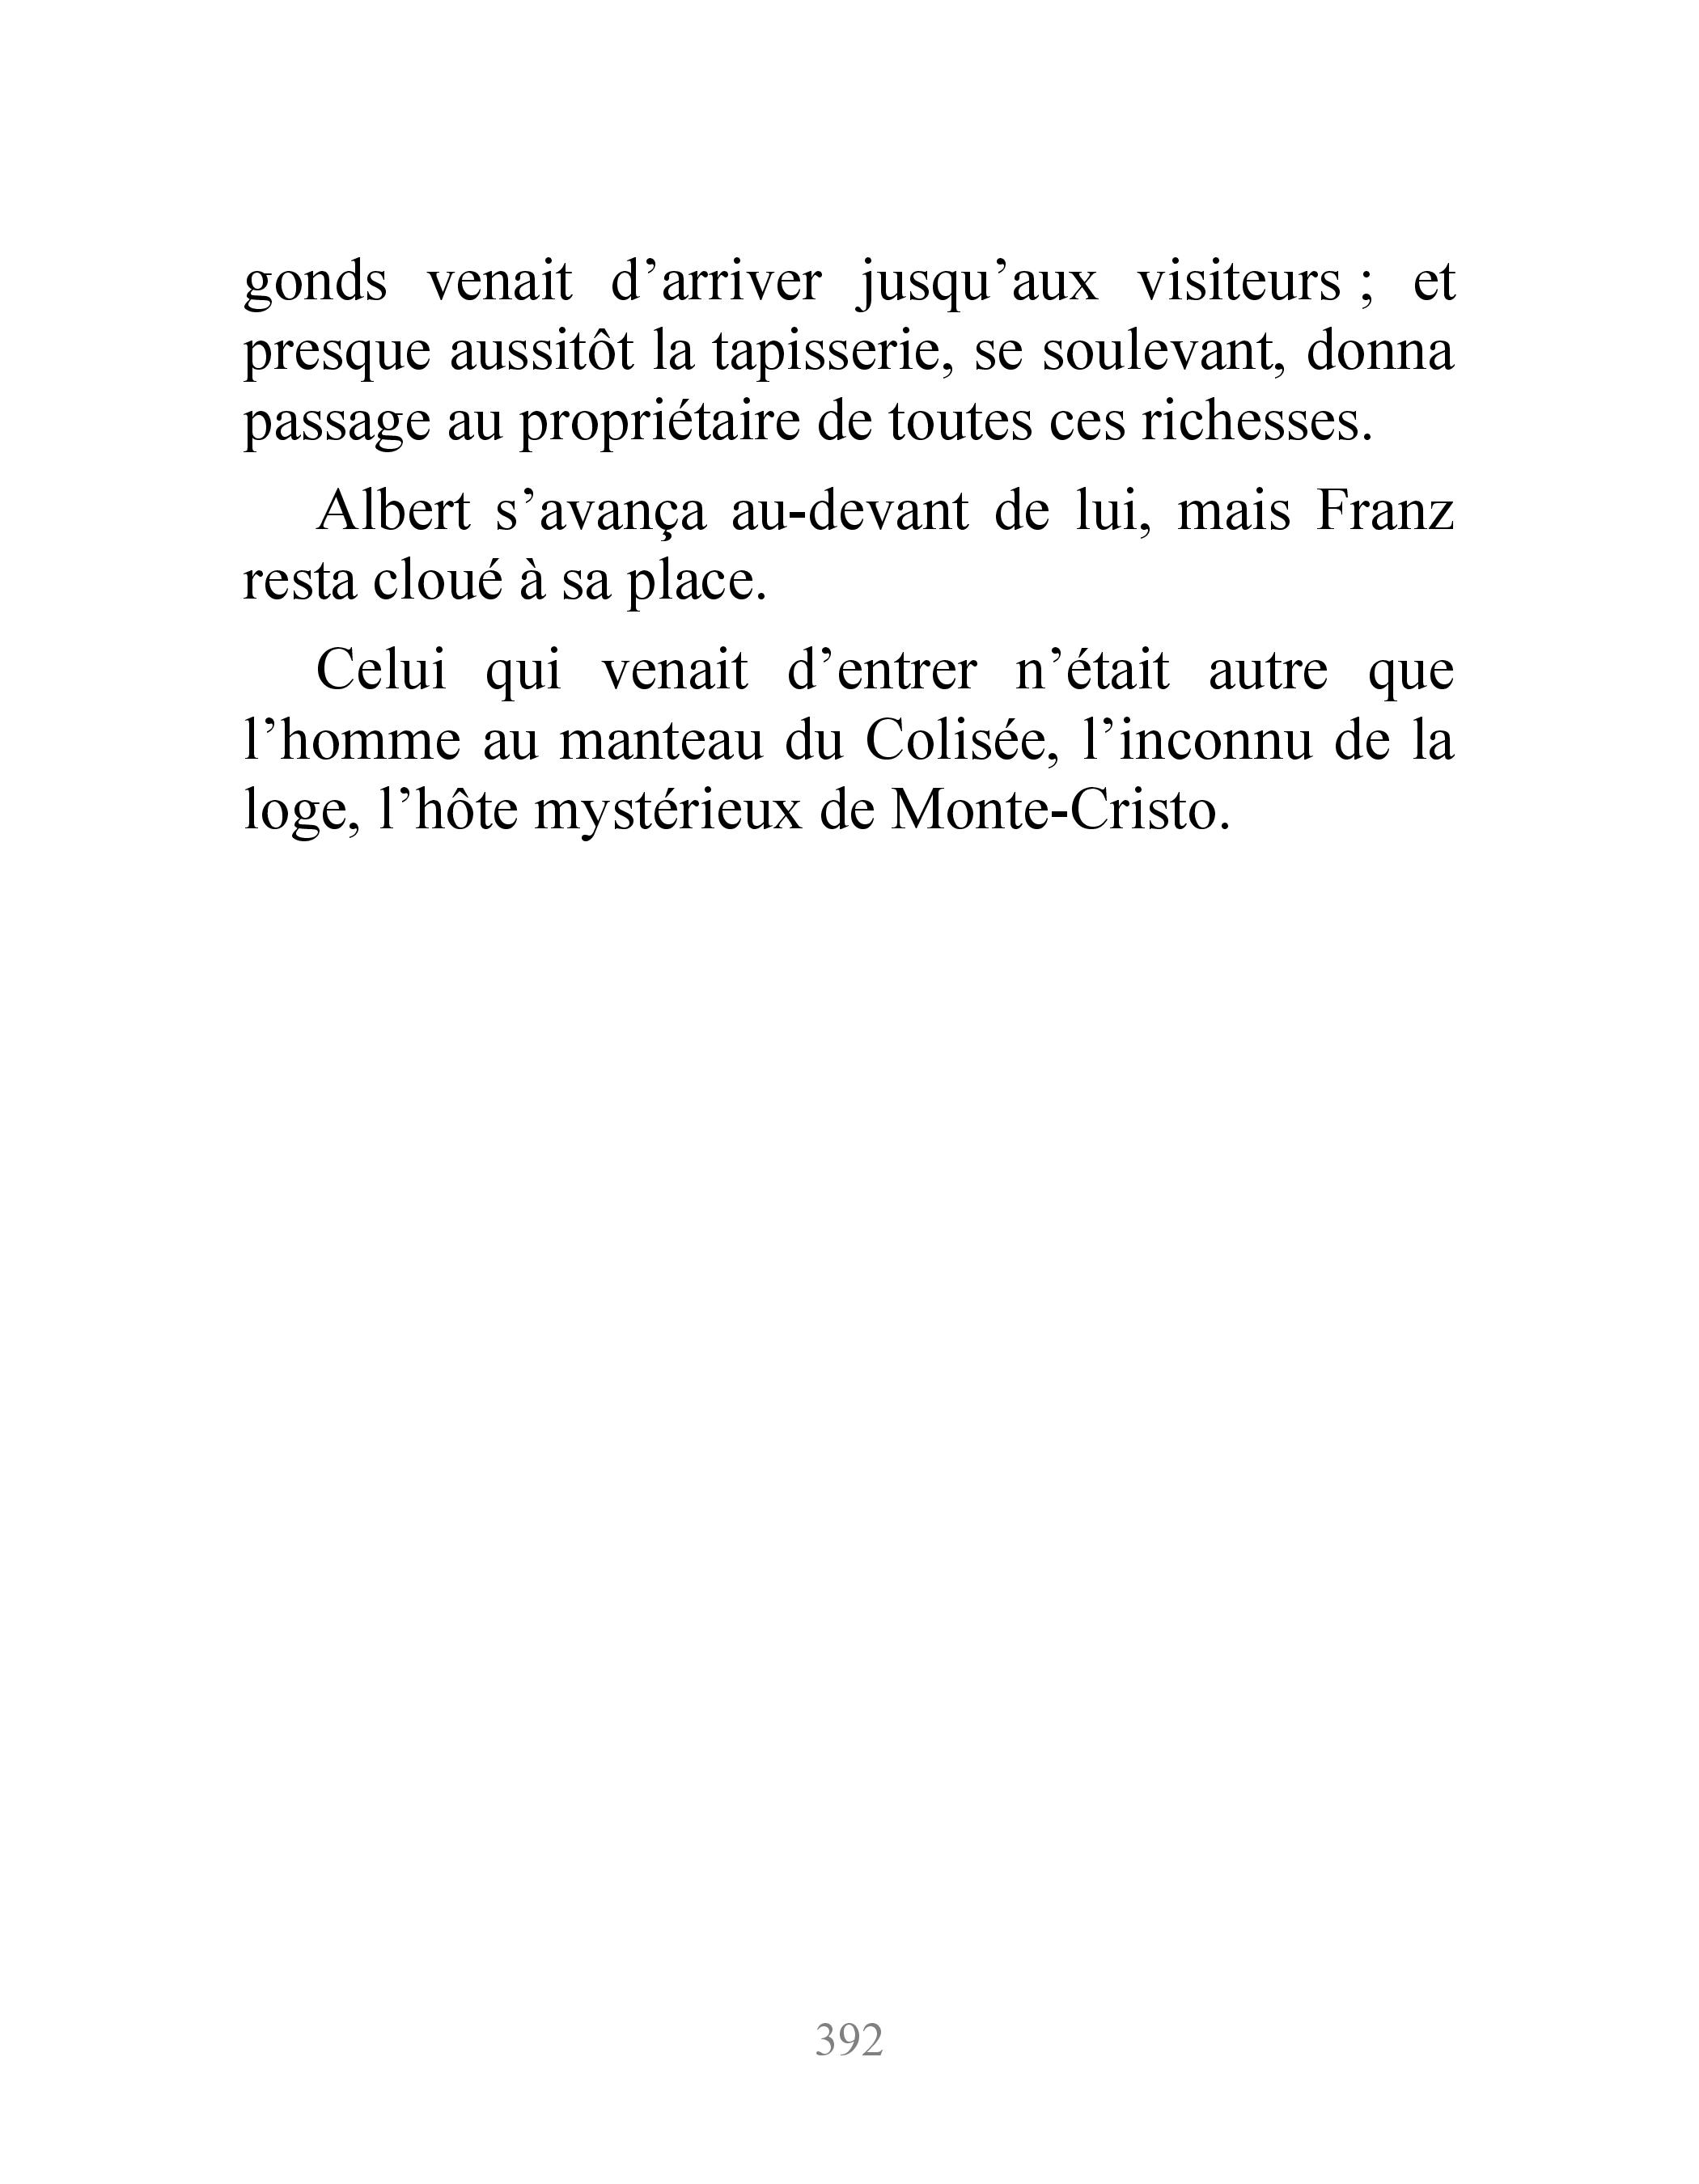 gonds venait d’arriver jusqu’aux visiteurs ; et
presque aussitôt la tapisserie, se soulevant, donna
passage au propriétaire de toutes ces richesses.
Albert s’avança au-devant de lui, mais Franz
resta cloué à sa place.
Celui qui venait d’entrer n’était autre que
l’homme au manteau du Colisée, l’inconnu de la
loge, l’hôte mystérieux de Monte-Cristo.
392